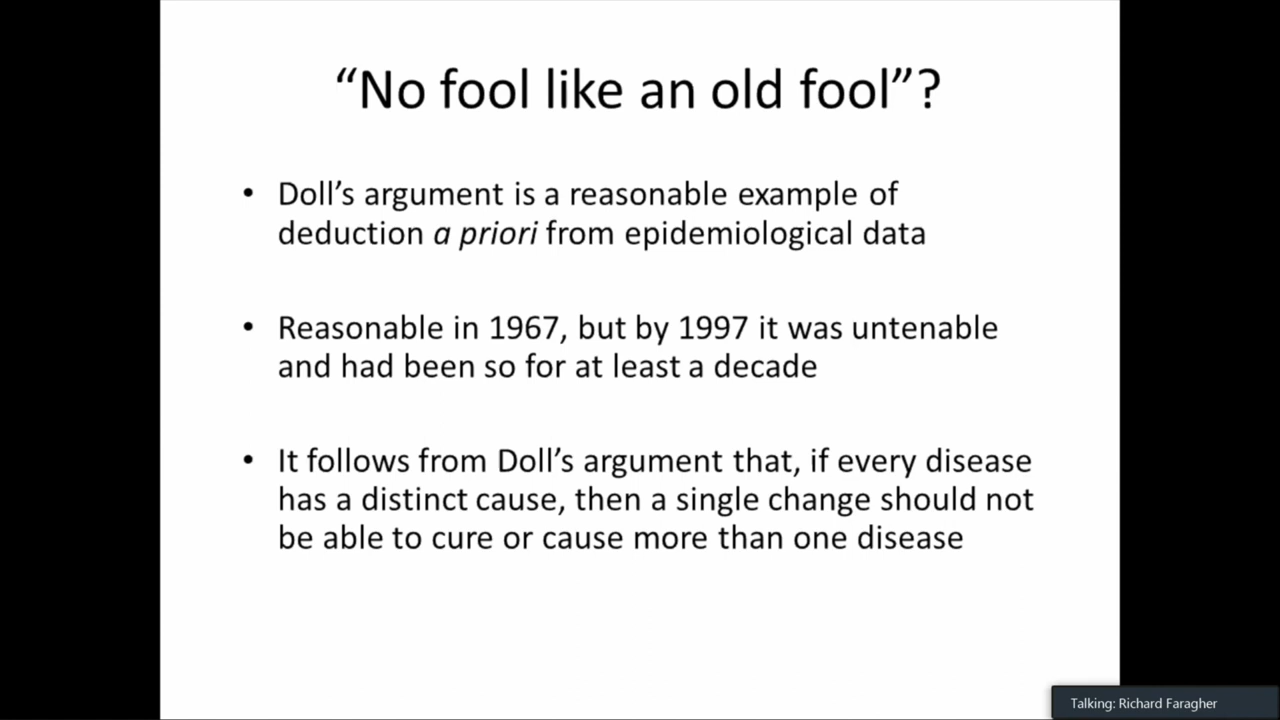 “No fool like an old fool”?
• Doll’s argument is a reasonable example of
deduction a priori from epidemiological data
• Reasonable in 1967, but by 1997 it was untenable
and had been so for at least a decade
• It follows from Doll’s argument that, if every disease
has a distinct cause, then a single change should not
be able to cure or cause more than one disease
Talking: Richard Faragher